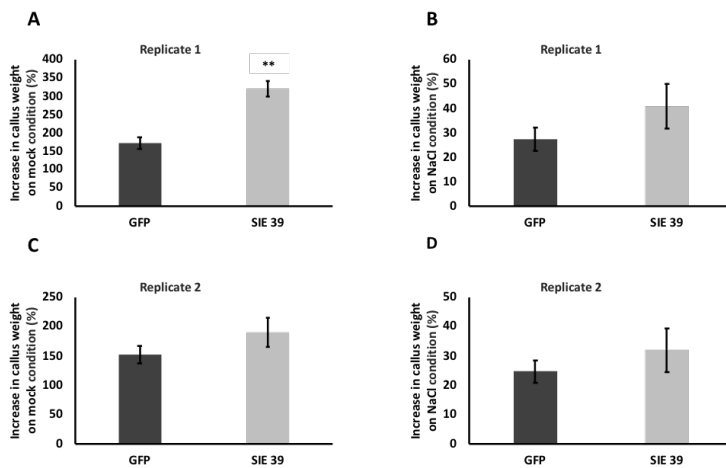 A
Replicate 1
Increase in callus weight
on mock condition (%)
400
350
300
250
200
150
100
50
0
**
GFP
SIE 39
B
Replicate 1
Increase in callus weight
on NaCl condition (%)
60
50
40
30
20
10
0
GFP
SIE 39
C
Replicate 2
Increase in callus weight
on mock condition (%)
250
200
150
100
50
0
GFP
SIE 39
D
Replicate 2
Increase in callus weight
on NaCl condition (%)
50
40
30
20
10
0
GFP
SIE 39